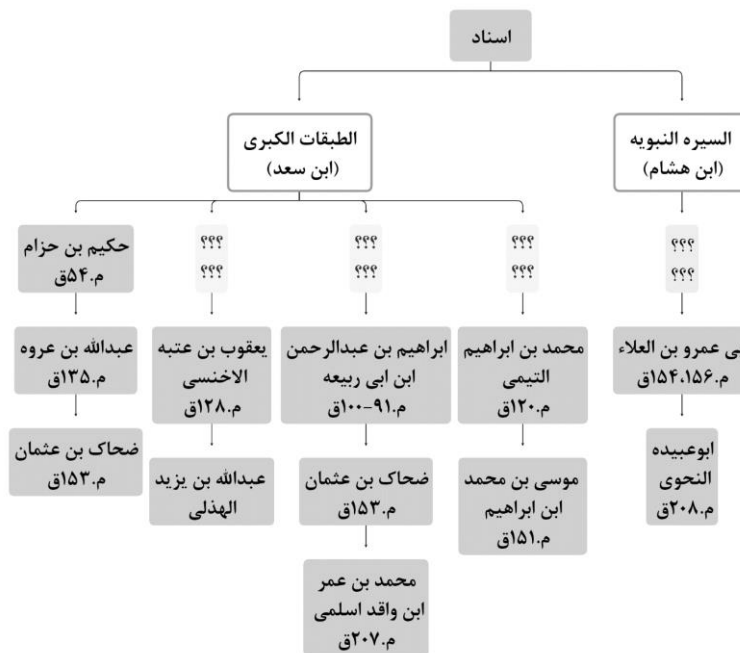 اسناد
السیره النبویه
(ابن هشام)
الطبقات الکبری
(ابن سعد)
؟؟؟
؟؟؟
؟؟؟
؟؟؟
؟؟؟
؟؟؟
؟؟؟
؟؟؟
حکیم بن حزام
م.۵۴ق
ی عمرو بن العلاء
م.۱۵۴،۱۵۶ق
محمد بن ابراهیم
التیمی
م.۱۲۰ق
ابراهیم بن عبدالرحمن
ابن ابی ربیعه
م.۹۱-۱۰۰ق
یعقوب بن عتبه
الاخنسی
م.۱۲۸ق
عبدالله بن عروه
م.۱۳۵ق
ابوعبیده
النحوی
م.۲۰۸ق
موسی بن محمد
ابن ابراهیم
م.۱۵۱ق
ضحاک بن عثمان
م.۱۵۳ق
عبدالله بن یزید
الهذلی
ضحاک بن عثمان
م.۱۵۳ق
محمد بن عمر
ابن واقد اسلمی
م.۲۰۷ق